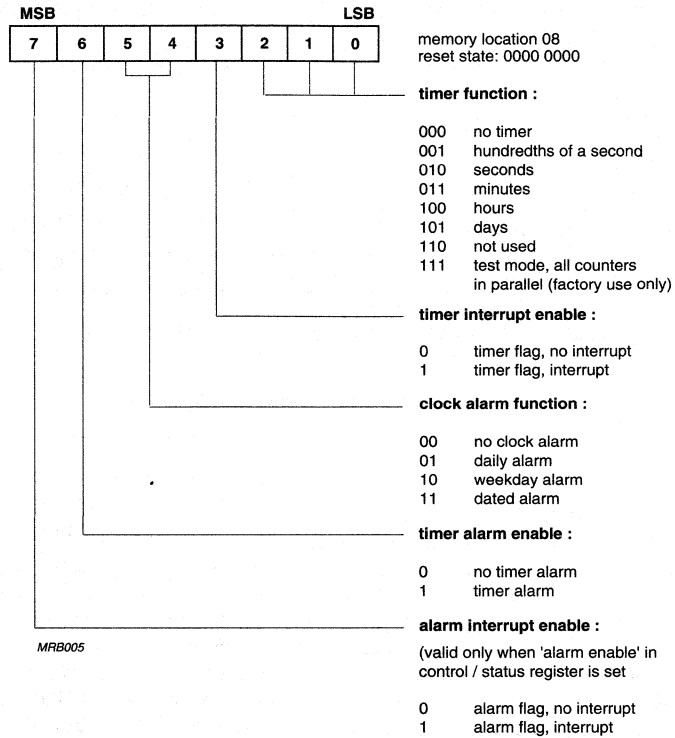 MSB LSB
7 6 5 4 3 2 1 0
memory location 08
reset state: 0000 0000
timer function :
000 no timer
001 hundredths of a second
010 seconds
011 minutes
100 hours
101 days
110 not used
111 test mode, all counters
in parallel (factory use only)
timer interrupt enable :
0 timer flag, no interrupt
1 timer flag, interrupt
clock alarm function :
00 no clock alarm
01 daily alarm
10 weekday alarm
11 dated alarm
timer alarm enable :
0 no timer alarm
1 timer alarm
alarm interrupt enable :
(valid only when 'alarm enable' in
control / status register is set
0 alarm flag, no interrupt
1 alarm flag, interrupt
MRB005